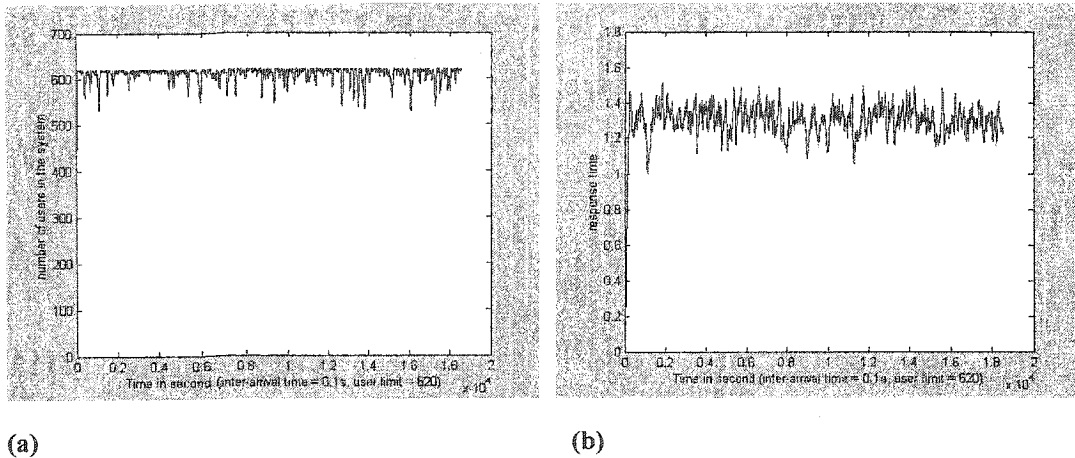 700
600
500
400
300
200
100
0
number of users in the system
0 0.2 0.4 0.6 0.8 1 1.2 1.4 1.6 1.8 2
Time in second (inter-arrival time = 0.1s, user limit = 620)
× 10⁴
(a)
1.8
1.6
1.4
1.2
1
0.8
0.6
0.4
0.2
0
response time
0 0.2 0.4 0.6 0.8 1 1.2 1.4 1.6 1.8 2
Time in second (inter-arrival time = 0.1s, user limit = 620)
× 10⁴
(b)